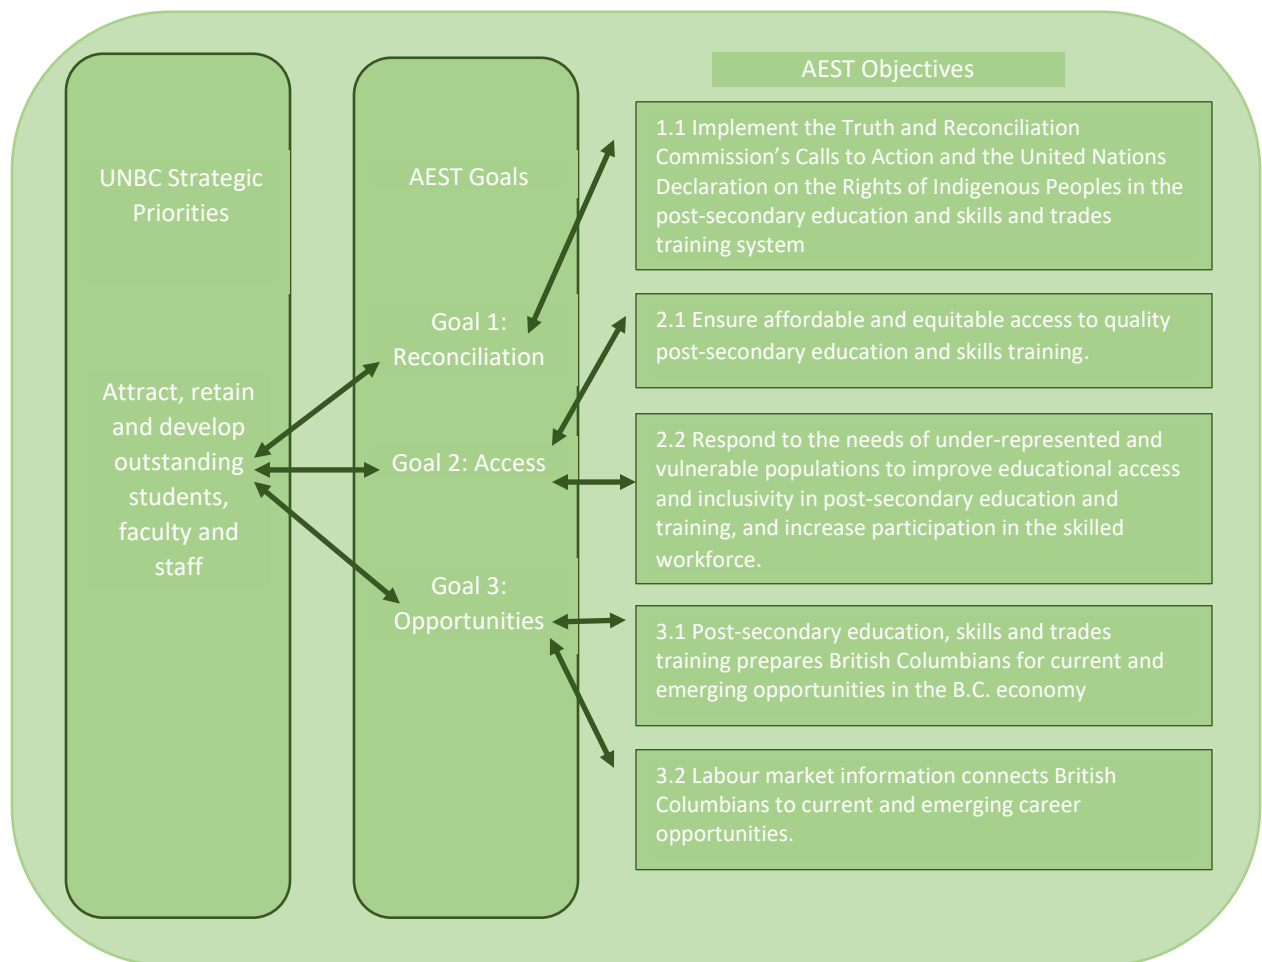 UNBC Strategic
Priorities
Attract, retain
and develop
outstanding
students,
faculty and
staff
AEST Goals
Goal 1:
Reconciliation
Goal 2: Access
Goal 3:
Opportunities
AEST Objectives
1.1 Implement the Truth and Reconciliation
Commission’s Calls to Action and the United Nations
Declaration on the Rights of Indigenous Peoples in the
post-secondary education and skills and trades
training system
2.1 Ensure affordable and equitable access to quality
post-secondary education and skills training.
2.2 Respond to the needs of under-represented and
vulnerable populations to improve educational access
and inclusivity in post-secondary education and
training, and increase participation in the skilled
workforce.
3.1 Post-secondary education, skills and trades
training prepares British Columbians for current and
emerging opportunities in the B.C. economy
3.2 Labour market information connects British
Columbians to current and emerging career
opportunities.